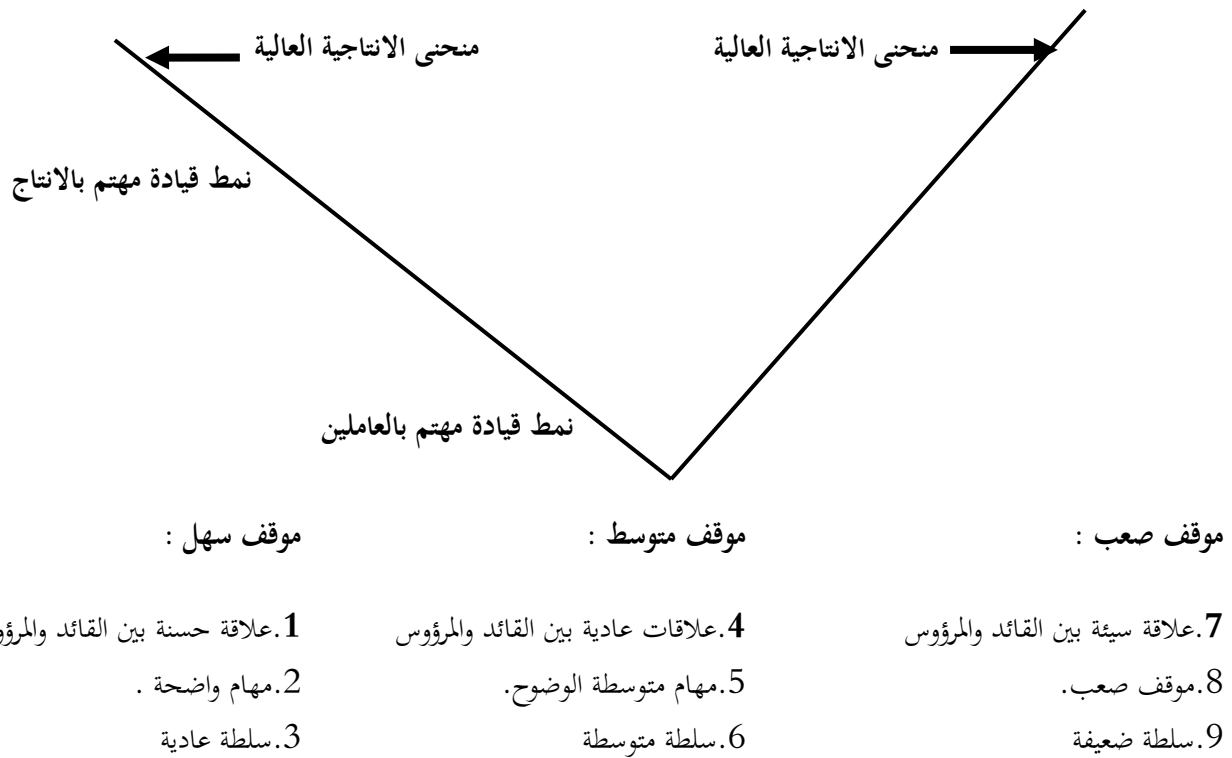 منحنى الانتاجية العالية
منحنى الانتاجية العالية
نمط قيادة مهتم بالانتاج
نمط قيادة مهتم بالعاملين
موقف صعب :
موقف متوسط :
موقف سهل :
7.علاقة سيئة بين القائد والمرؤوس
4.علاقات عادية بين القائد والمرؤوس
1.علاقة حسنة بين القائد
8.موقف صعب.
5.مهام متوسطة الوضوح.
2.مهام واضحة .
9.سلطة ضعيفة
6.سلطة متوسطة
3.سلطة عادية